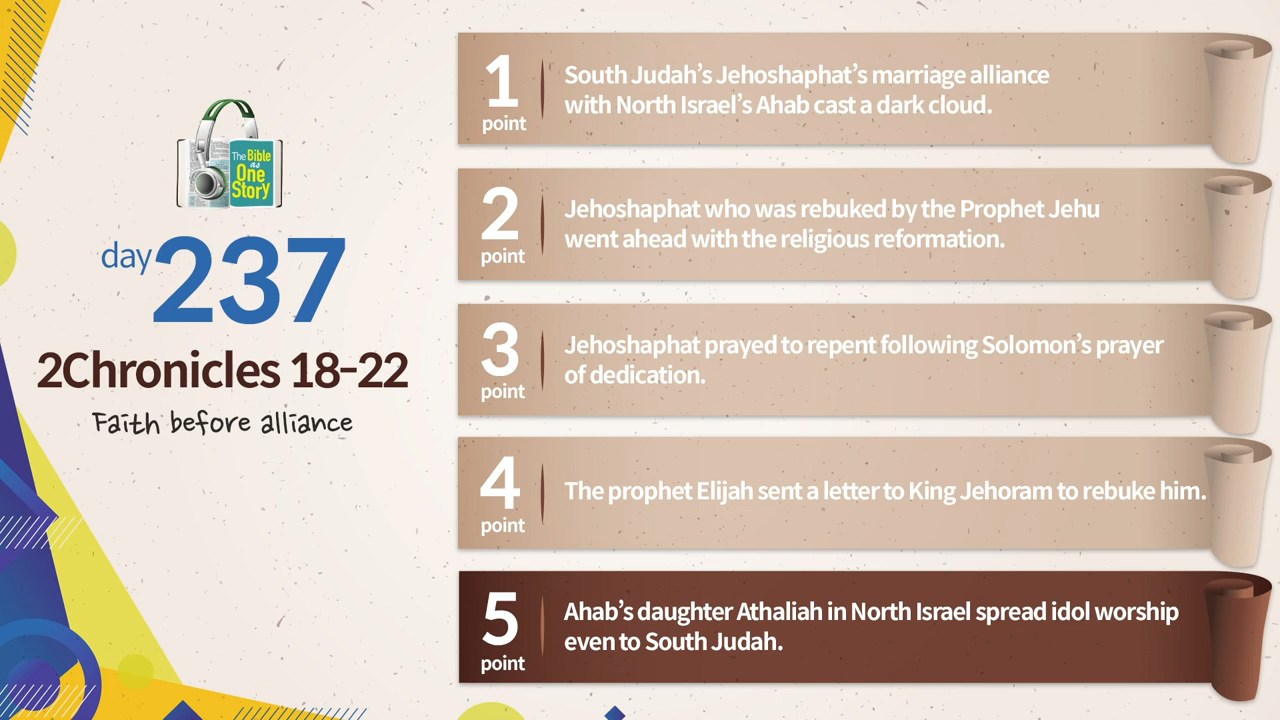 The Bible
as
One
Story
day 237
2Chronicles 18-22
Faith before alliance
1
point
South Judah’s Jehoshaphat’s marriage alliance
with North Israel’s Ahab cast a dark cloud.
2
point
Jehoshaphat who was rebuked by the Prophet Jehu
went ahead with the religious reformation.
3
point
Jehoshaphat prayed to repent following Solomon’s prayer
of dedication.
4
point
The prophet Elijah sent a letter to King Jehoram to rebuke him.
5
point
Ahab’s daughter Athaliah in North Israel spread idol worship
even to South Judah.